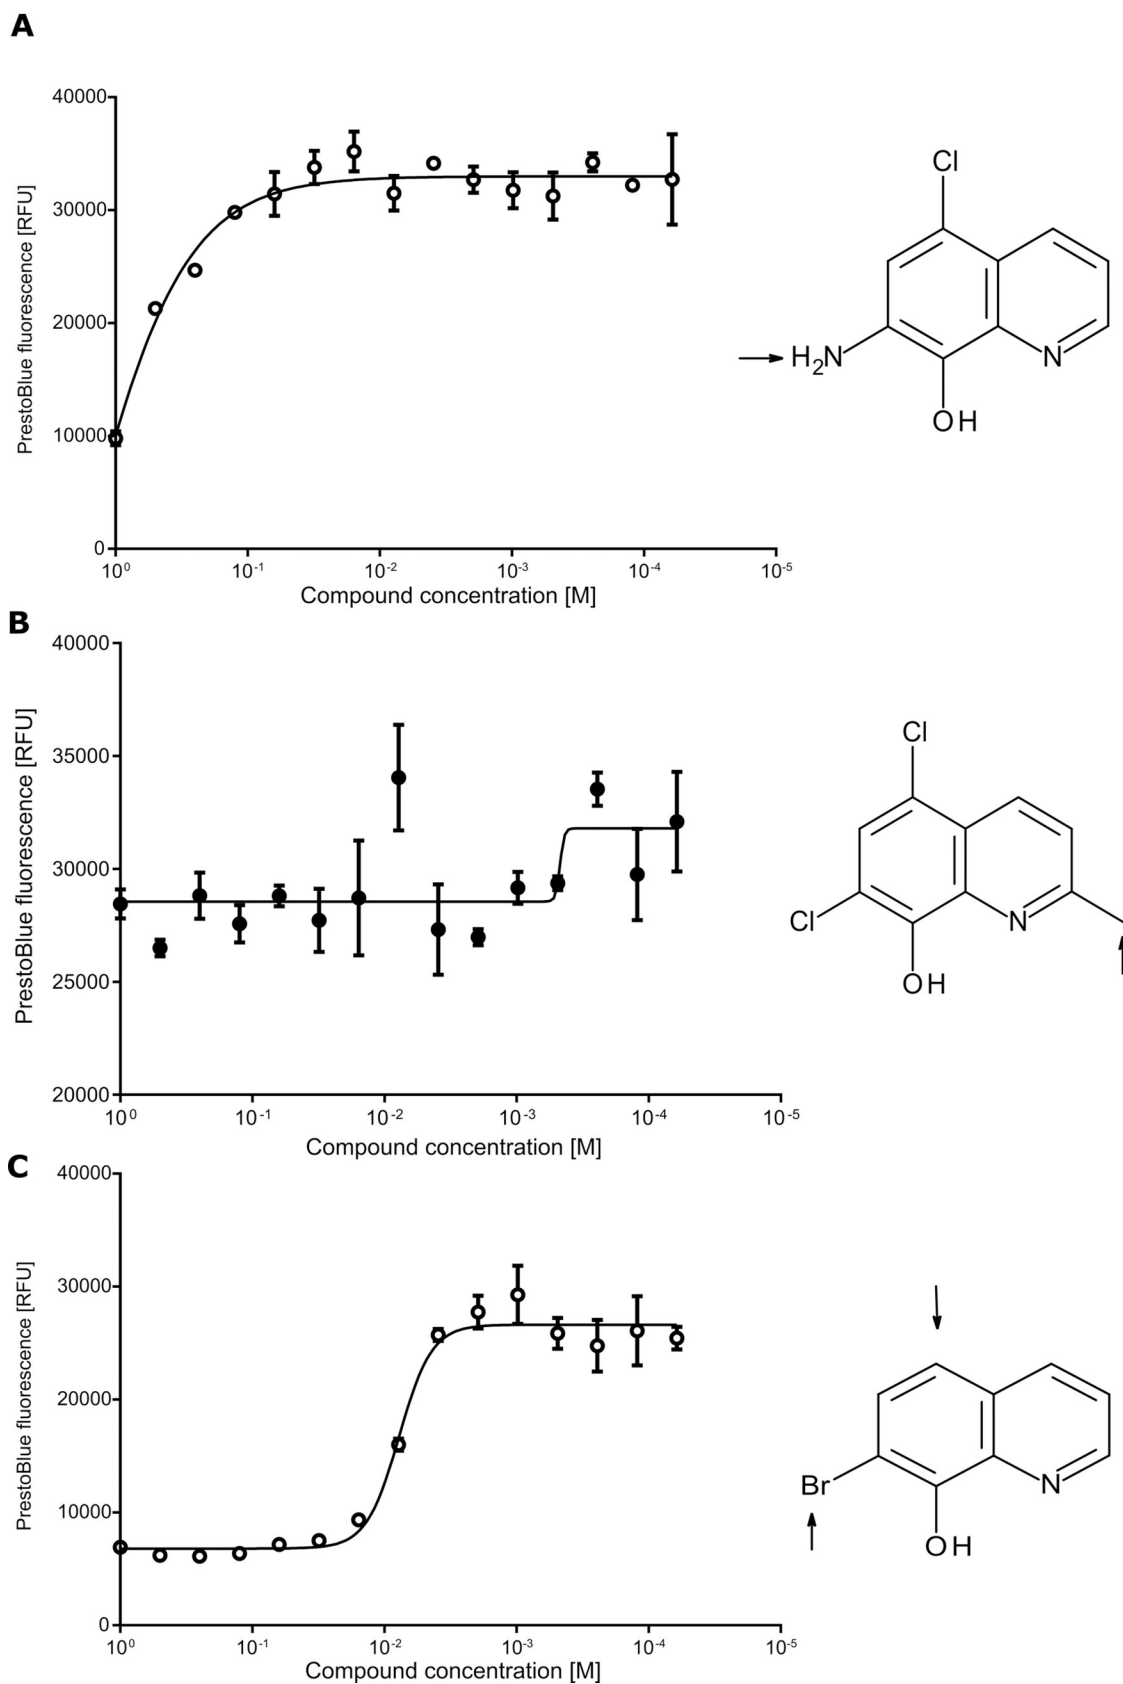 A
PrestoBlue fluorescence [RFU]
40000
30000
20000
10000
0
10⁰ 10⁻¹ 10⁻² 10⁻³ 10⁻⁴ 10⁻⁵
Compound concentration [M]
Cl
H₂N
N
OH
B
PrestoBlue fluorescence [RFU]
40000
35000
30000
25000
20000
10⁰ 10⁻¹ 10⁻² 10⁻³ 10⁻⁴ 10⁻⁵
Compound concentration [M]
Cl
Cl
N
OH
C
PrestoBlue fluorescence [RFU]
40000
30000
20000
10000
0
10⁰ 10⁻¹ 10⁻² 10⁻³ 10⁻⁴ 10⁻⁵
Compound concentration [M]
Br
N
OH